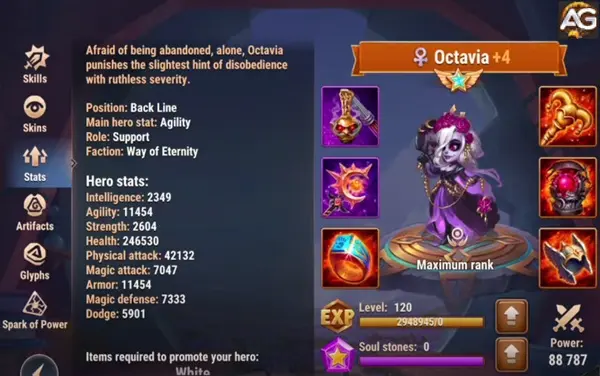 AG
Afraid of being abandoned, alone, Octavia
punishes the slightest hint of disobedience
with ruthless severity.
Octavia +4
Skills
Position: Back Line
Main hero stat: Agility
Role: Support
Faction: Way of Eternity
Skins
Stats
Hero stats:
Intelligence: 2349
Agility: 11454
Strength: 2604
Health: 246530
Physical attack: 42132
Magic attack: 7047
Armor: 11454
Magic defense: 7333
Dodge: 5901
Artifacts
Glyphs
Spark of Power
Maximum rank
EXP
Level: 120
2948945/0
Soul stones: 0
Power:
88 787
Items required to promote your hero:
White